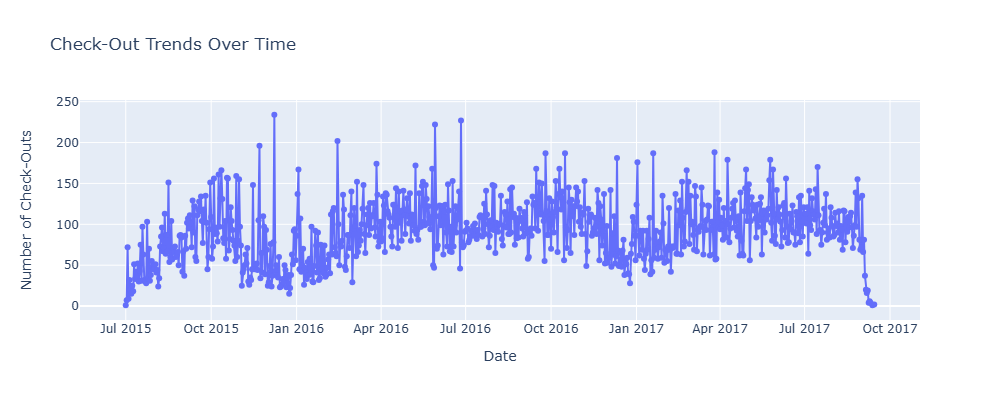 Check-Out Trends Over Time
Number of Check-Outs
250
200
150
100
50
0
Jul 2015 Oct 2015 Jan 2016 Apr 2016 Jul 2016 Oct 2016 Jan 2017 Apr 2017 Jul 2017 Oct 2017
Date